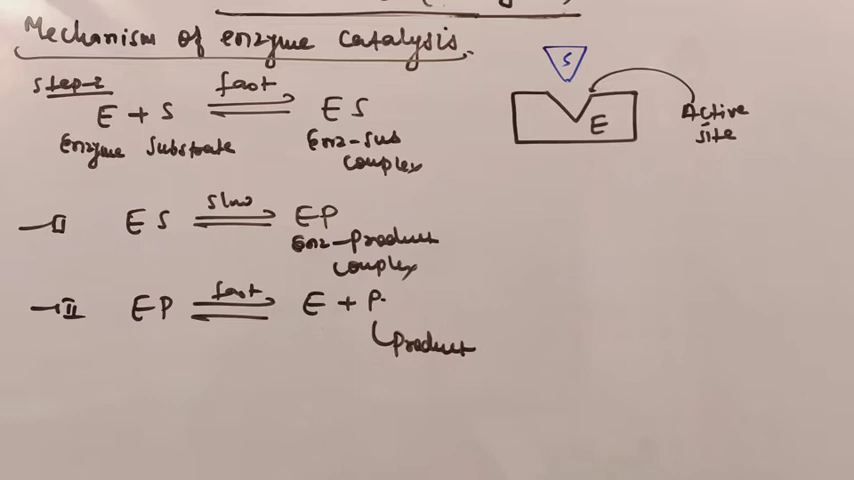 Mechanism of enzyme catalysis.
Step-I
E + S fast ⇌ ES
Enzyme Substrate Enz-sub complex
S
E
Active site
II ES slow ⇌ EP
Enz-product complex
III EP fast ⇌ E + P.
Product